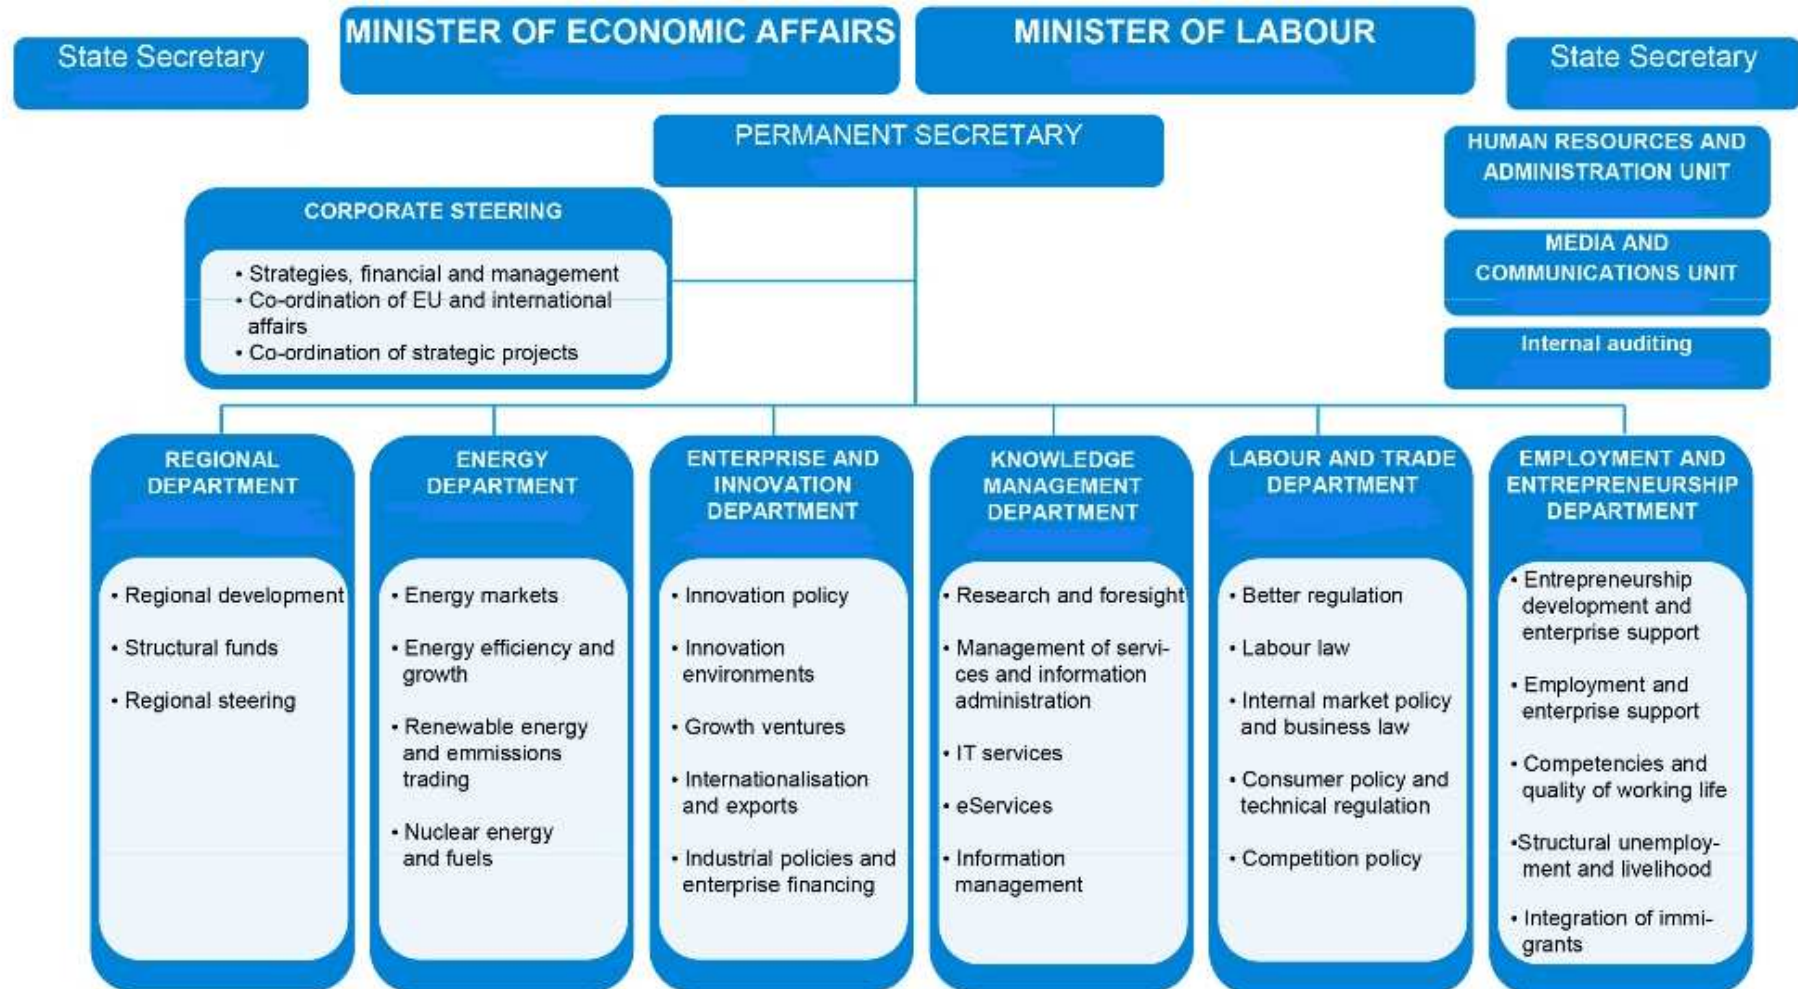 MINISTER OF ECONOMIC AFFAIRS
MINISTER OF LABOUR
State Secretary
State Secretary
PERMANENT SECRETARY
HUMAN RESOURCES AND
ADMINISTRATION UNIT
CORPORATE STEERING
MEDIA AND
COMMUNICATIONS UNIT
• Strategies, financial and management
• Co-ordination of EU and international
affairs
• Co-ordination of strategic projects
Internal auditing
REGIONAL
DEPARTMENT
• Regional development
• Structural funds
• Regional steering
ENERGY
DEPARTMENT
• Energy markets
• Energy efficiency and
growth
• Renewable energy
and emmissions
trading
• Nuclear energy
and fuels
ENTERPRISE AND
INNOVATION
DEPARTMENT
• Innovation policy
• Innovation
environments
• Growth ventures
• Internationalisation
and exports
• Industrial policies and
enterprise financing
KNOWLEDGE
MANAGEMENT
DEPARTMENT
• Research and foresight
• Management of servi-
ces and information
administration
• IT services
• eServices
• Information
management
LABOUR AND TRADE
DEPARTMENT
• Better regulation
• Labour law
• Internal market policy
and business law
• Consumer policy and
technical regulation
• Competition policy
EMPLOYMENT AND
ENTREPRENEURSHIP
DEPARTMENT
• Entrepreneurship
development and
enterprise support
• Employment and
enterprise support
• Competencies and
quality of working life
•Structural unemploy-
ment and livelihood
• Integration of immi-
grants